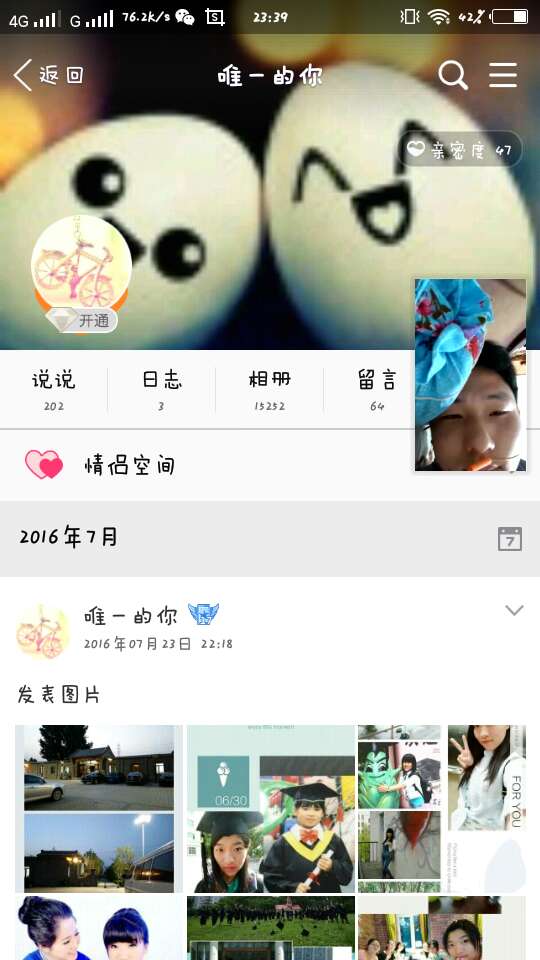 4G G 76.2k/s S 23:39 42%
返回 唯一的你
亲密度 47
开通
说说 日志 相册 留言
202 3 15252 64
情侣空间
2016年7月 7
唯一的你
2016年07月23日 22:18
发表图片
enjoy the moment
06/30
FOR YOU